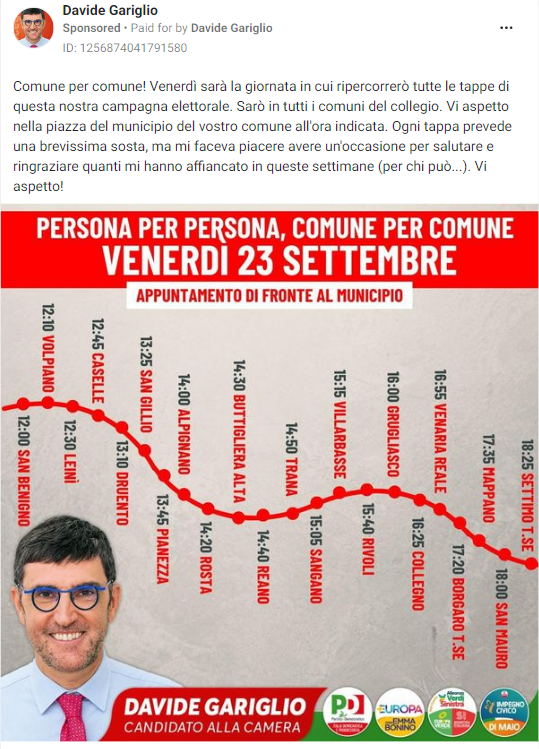 Davide Gariglio
Sponsored • Paid for by Davide Gariglio
ID: 1256874041791580
Comune per comune! Venerdì sarà la giornata in cui ripercorrerò tutte le tappe di
questa nostra campagna elettorale. Sarò in tutti i comuni del collegio. Vi aspetto
nella piazza del municipio del vostro comune all'ora indicata. Ogni tappa prevede
una brevissima sosta, ma mi faceva piacere avere un'occasione per salutare e
ringraziare quanti mi hanno affiancato in queste settimane (per chi può...). Vi
aspetto!
PERSONA PER PERSONA, COMUNE PER COMUNE
VENERDÌ 23 SETTEMBRE
APPUNTAMENTO DI FRONTE AL MUNICIPIO
12:00 SAN BENIGNO
12:10 VOLPIANO
12:30 LEINÌ
12:45 CASELLE
13:10 DRUENTO
13:25 SAN GILLIO
13:45 PIANEZZA
14:00 ALPIGNANO
14:20 ROSTA
14:30 BUTTIGLIERA ALTA
14:40 REANO
14:50 TRANA
15:05 SANGANO
15:15 VILLARBASSE
15:40 RIVOLI
16:00 GRUGLIASCO
16:25 COLLEGNO
16:55 VENARIA REALE
17:20 BORGARO T.SE
17:35 MAPPANO
18:00 SAN MAURO
18:25 SETTIMO T.SE
DAVIDE GARIGLIO
CANDIDATO ALLA CAMERA
PD
Partito Democratico
+EUROPA
EMMA
BONINO
Alleanza
Verdi
Sinistra
SI
IMPEGNO
CIVICO
DI MAIO